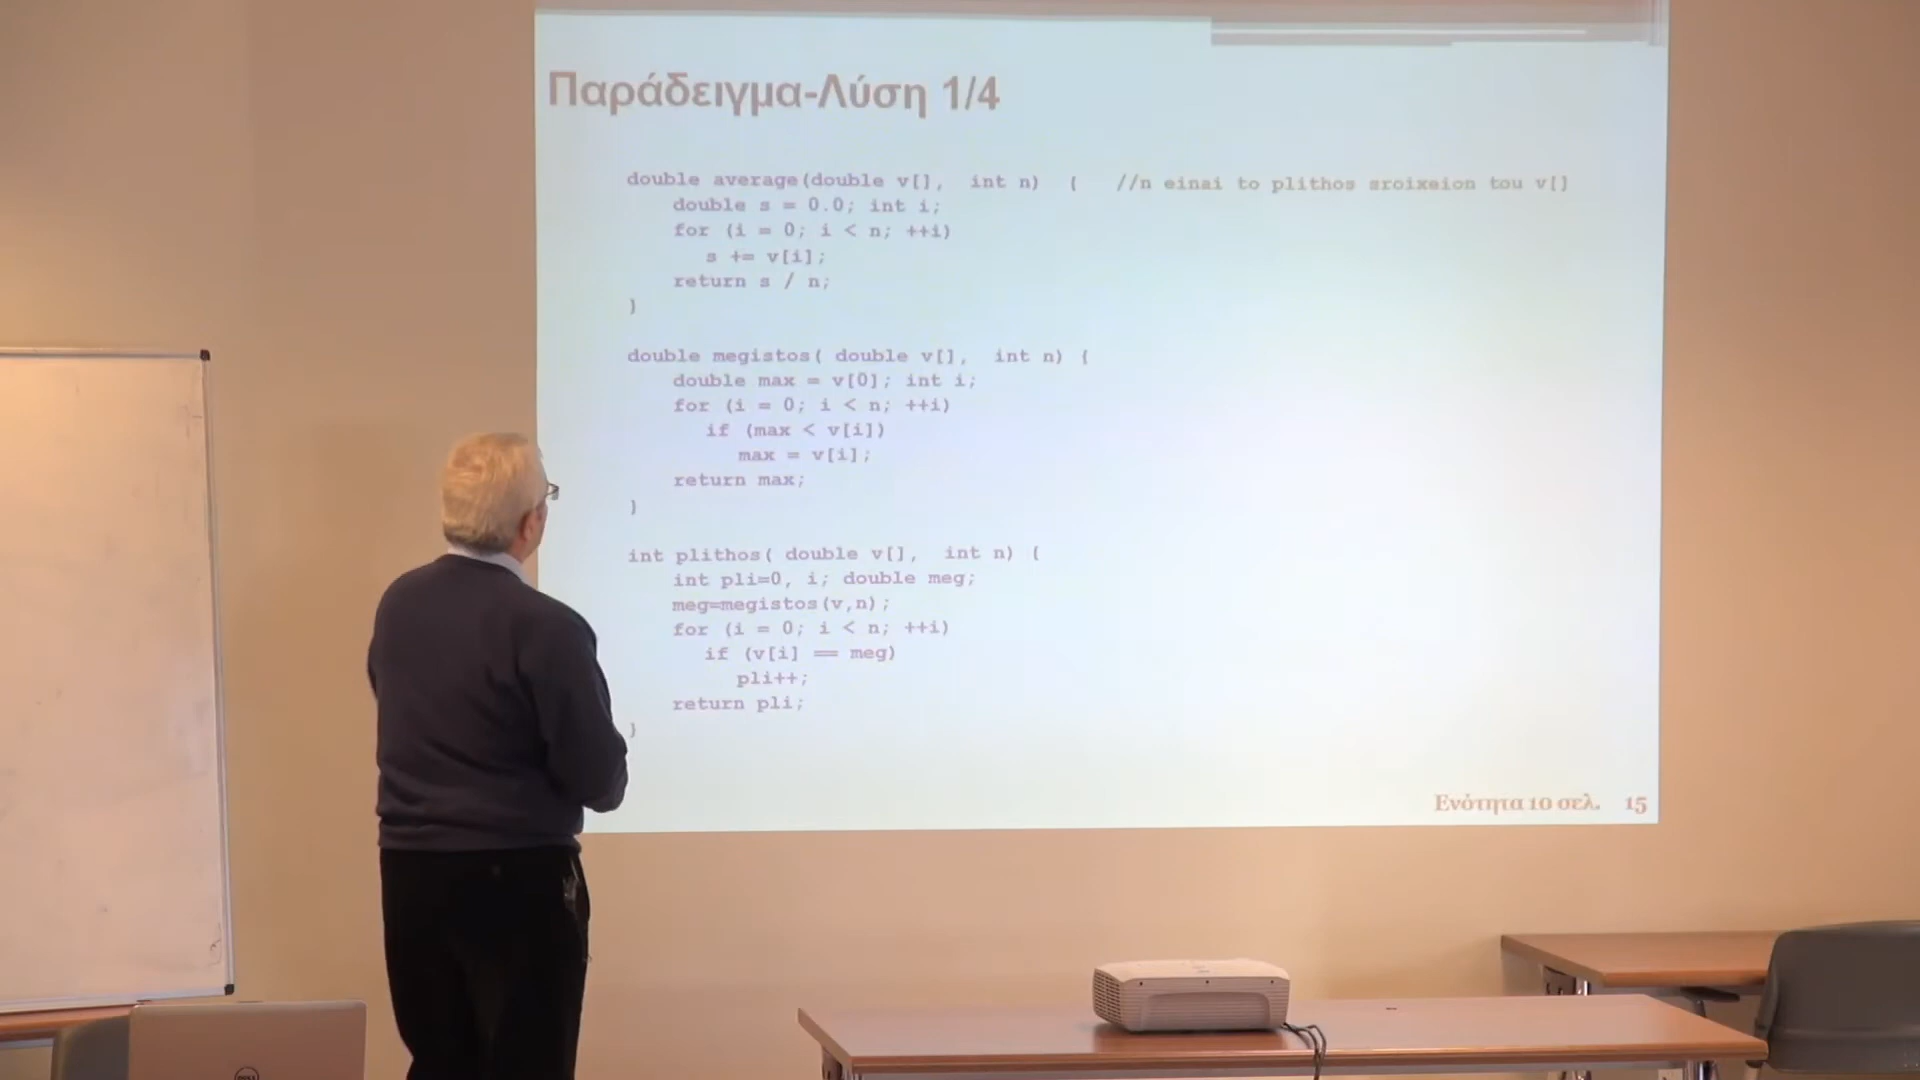 Παράδειγμα-Λύση 1/4
double average(double v[],  int n)  {   //n einai to plithos sroixeion tou v[]
double s = 0.0; int i;
for (i = 0; i < n; ++i)
s += v[i];
return s / n;
}
double megistos( double v[],  int n) {
double max = v[0]; int i;
for (i = 0; i < n; ++i)
if (max < v[i])
max = v[i];
return max;
}
int plithos( double v[],  int n) {
int pli=0, i; double meg;
meg=megistos(v,n);
for (i = 0; i < n; ++i)
if (v[i] == meg)
pli++;
return pli;
}
Ενότητα 10 σελ. 15
DELL